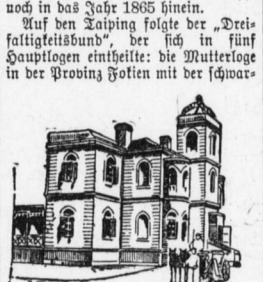 noch in das Jahr 1865 hinein.
Auf den Taiping folgte der „Drei-
faltigkeitsbund“, der sich in fünf
Hauptlogen eintheilte: die Mutterloge
in der Provinz Fokien mit der schwar-